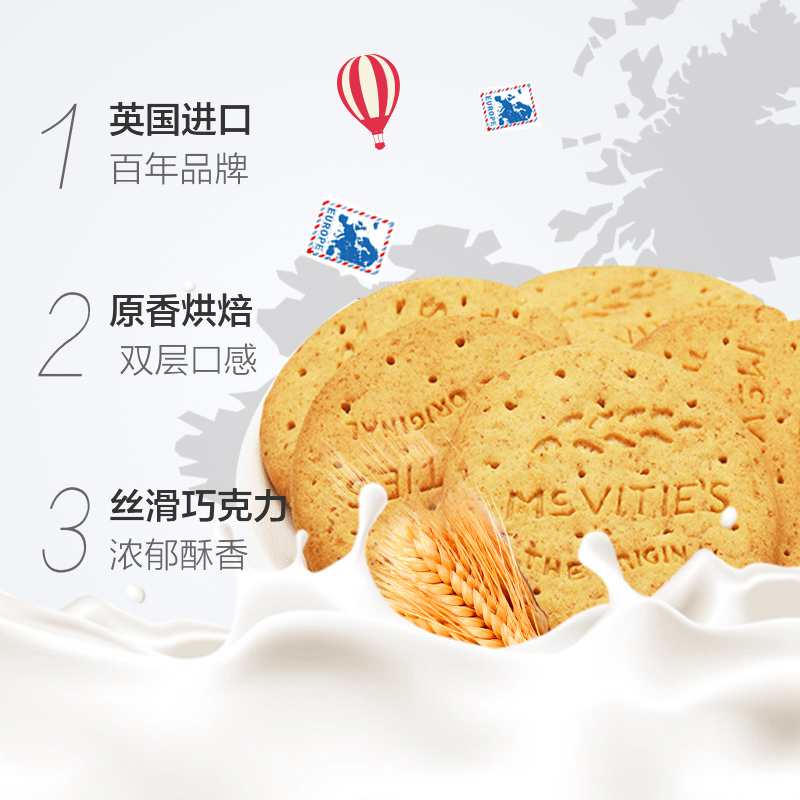 1
英国进口
百年品牌
EUROPE
EUROPE
2
原香烘焙
双层口感
ORIGINAL
McVITIE'S
THE ORIGIN
3
丝滑巧克力
浓郁酥香